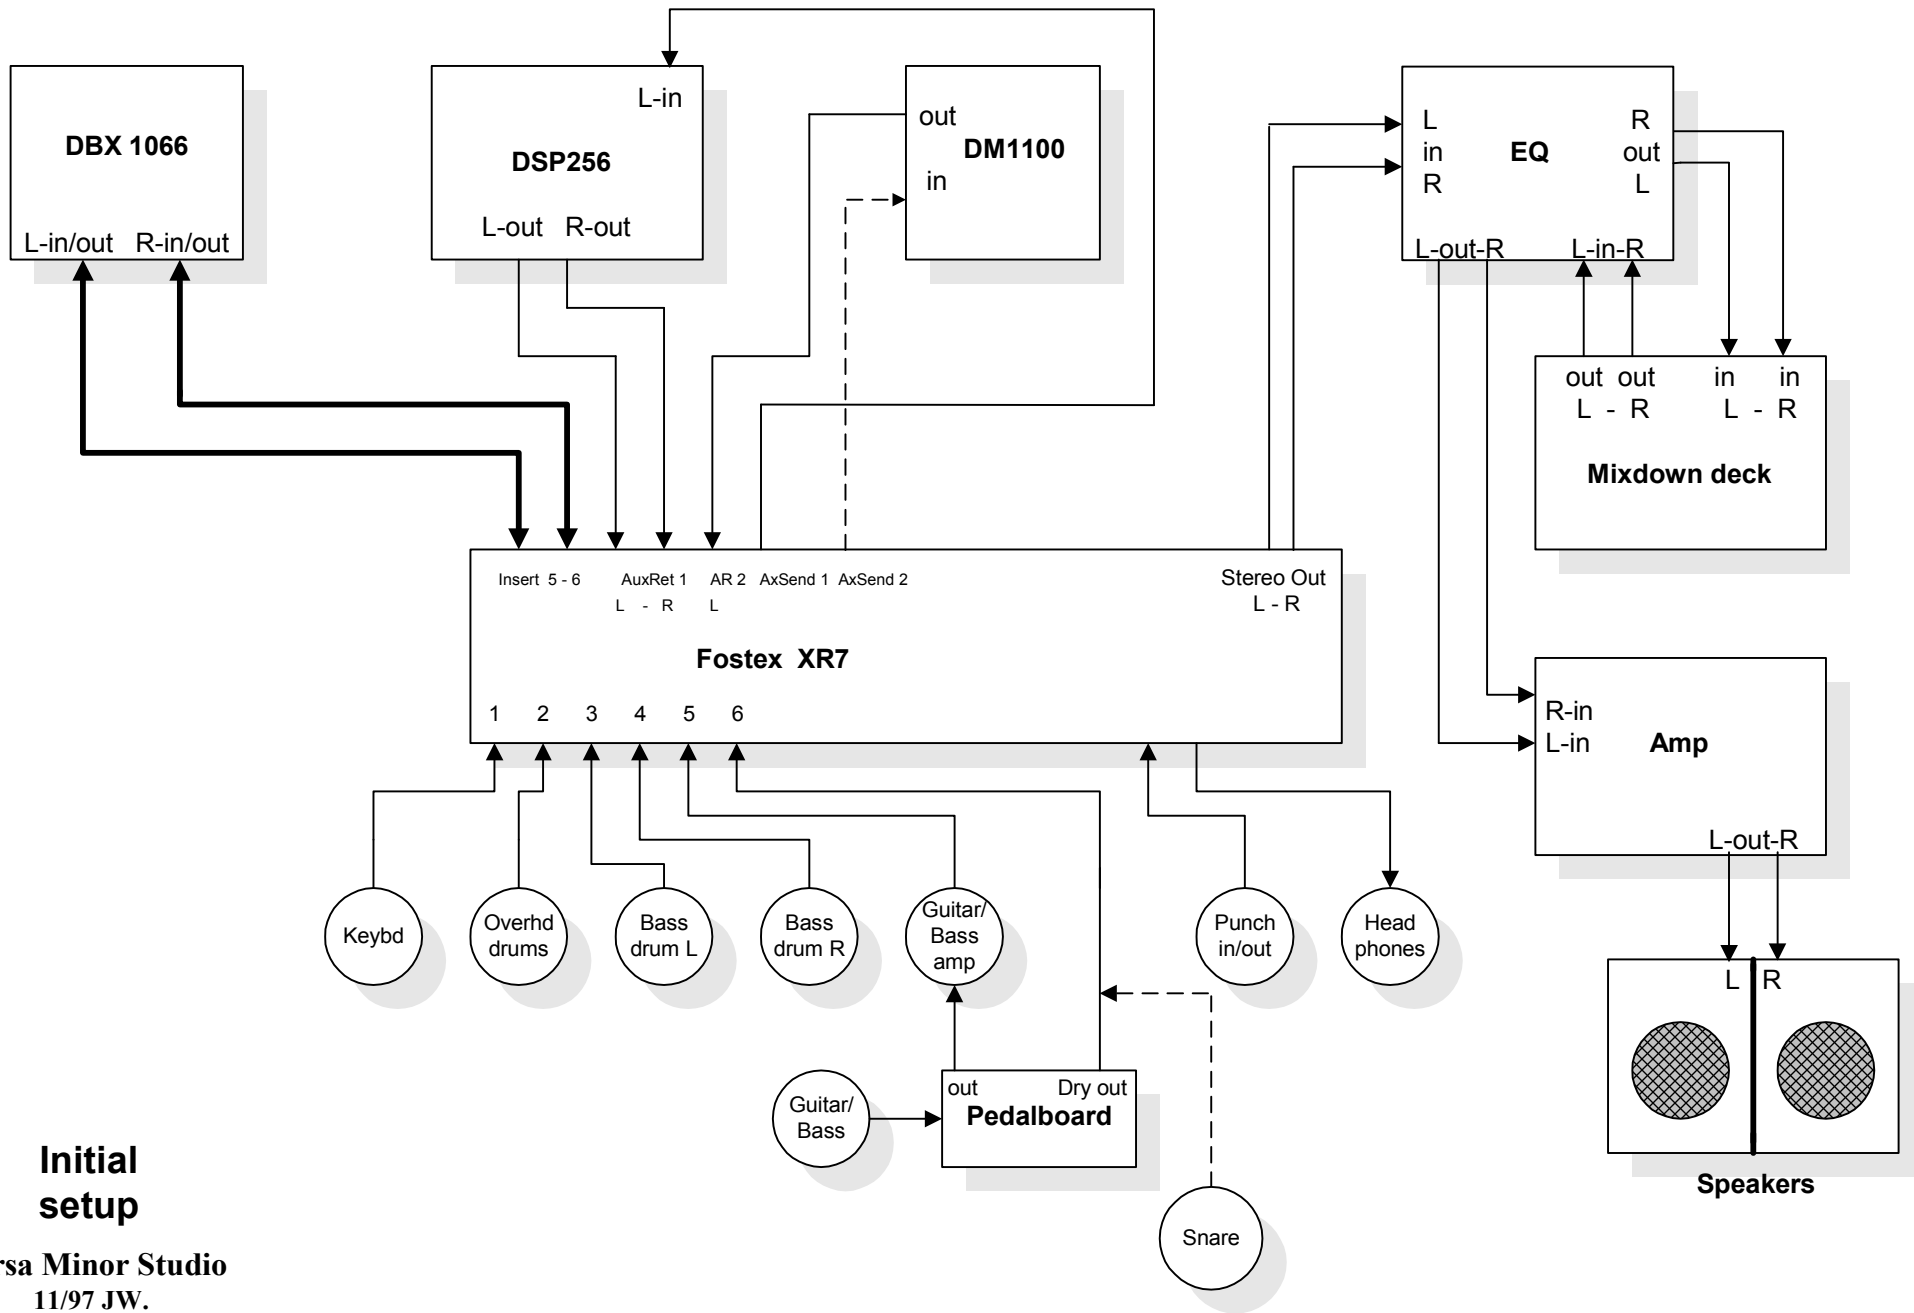 L-in
DBX 1066
L-in/out R-in/out
DSP256
L-out R-out
out
DM1100
in
L
in
R
EQ
R
out
L
L-out-R L-in-R
out out in in
L - R L - R
Mixdown deck
Insert 5 - 6 AuxRet 1 AR 2 AxSend 1 AxSend 2
L - R L
Stereo Out
L - R
Fostex XR7
1 2 3 4 5 6
R-in
L-in
Amp
L-out-R
Keybd
Overhd
drums
Bass
drum L
Bass
drum R
Guitar/
Bass
amp
Punch
in/out
Head
phones
L R
Speakers
Guitar/
Bass
out Dry out
Pedalboard
Snare
Initial
setup
rsa Minor Studio
11/97 JW.